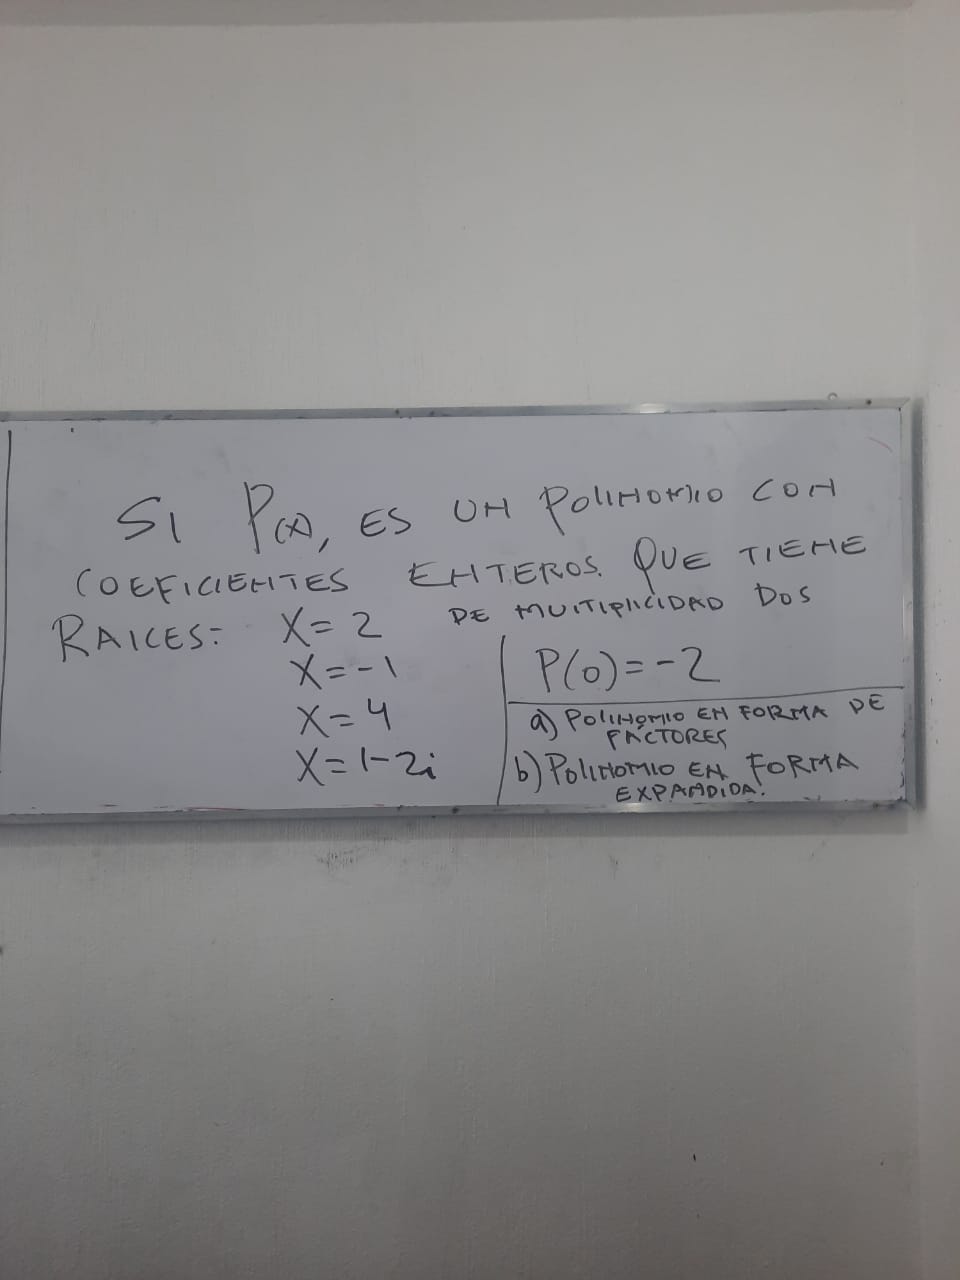 SI P(x), ES UN POLINOMIO CON
COEFICIENTES ENTEROS. QUE TIENE
RAICES: X=2 DE MULTIPLICIDAD DOS
X=-1
X=4
X=1-2i
P(0)=-2
a) POLINOMIO EN FORMA DE
FACTORES
b) POLINOMIO EN FORMA
EXPANDIDA.